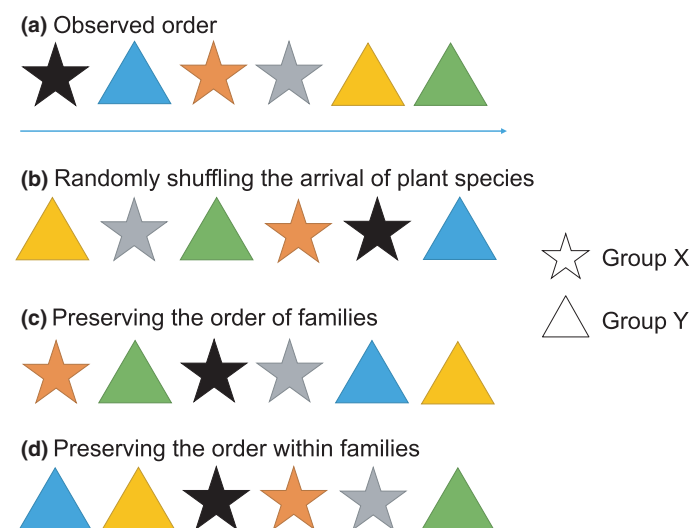 (a) Observed order
(b) Randomly shuffling the arrival of plant species
Group X
Group Y
(c) Preserving the order of families
(d) Preserving the order within families